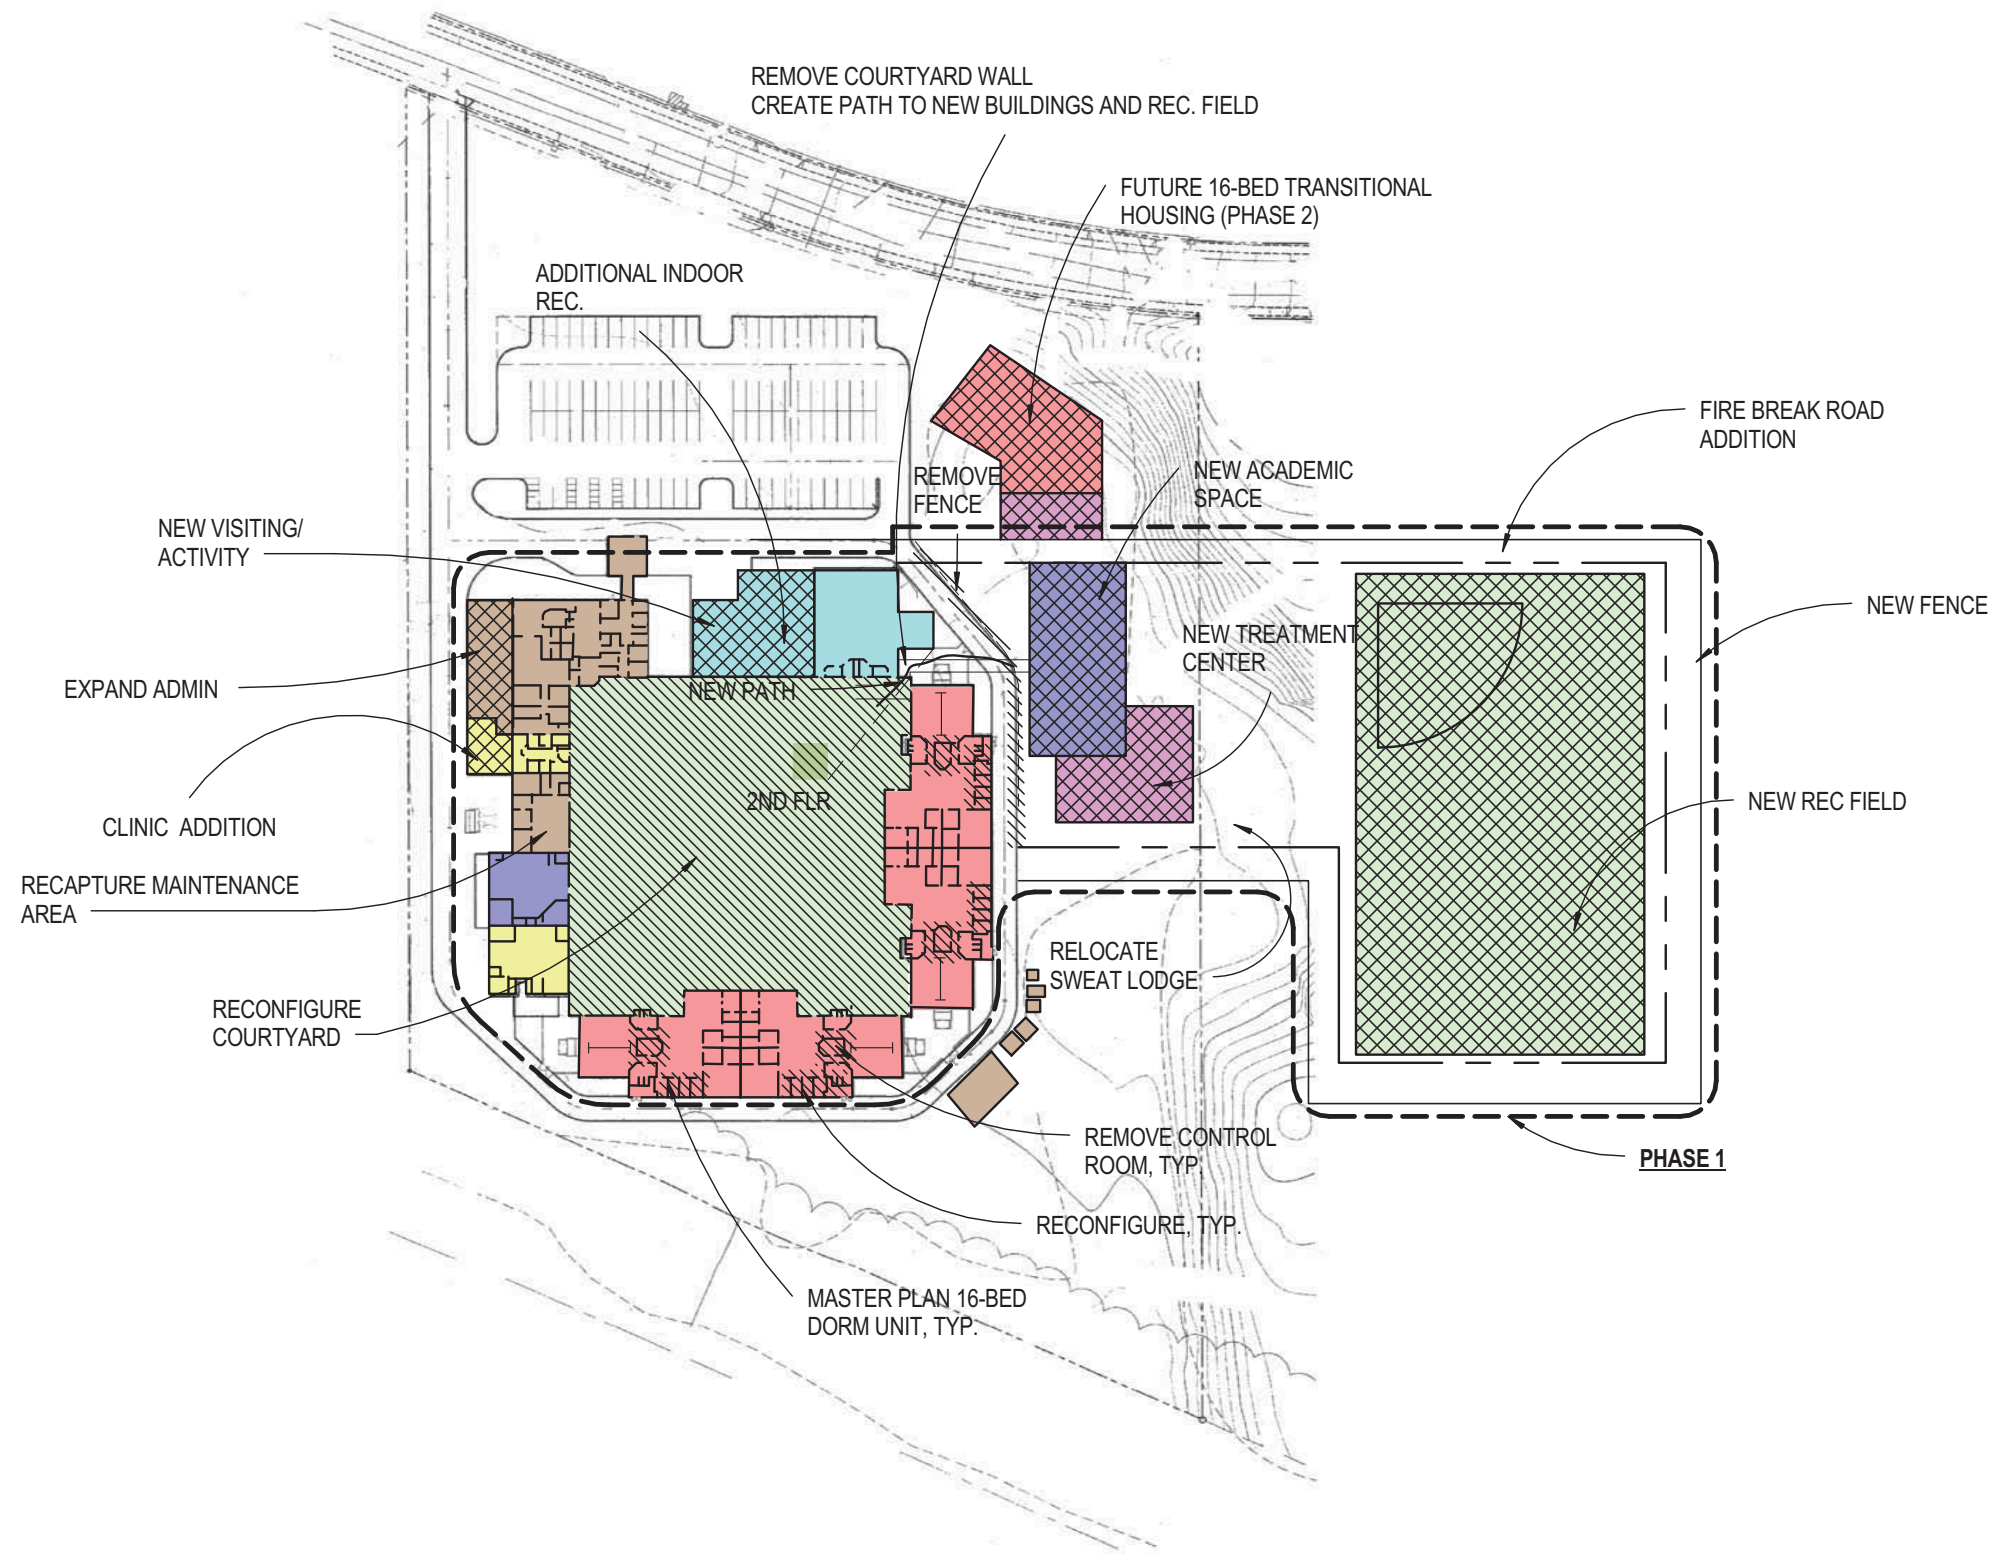 REMOVE COURTYARD WALL
CREATE PATH TO NEW BUILDINGS AND REC. FIELD
FUTURE 16-BED TRANSITIONAL
HOUSING (PHASE 2)
ADDITIONAL INDOOR
REC.
FIRE BREAK ROAD
ADDITION
REMOVE
FENCE
NEW ACADEMIC
SPACE
NEW VISITING/
ACTIVITY
NEW FENCE
NEW TREATMENT
CENTER
EXPAND ADMIN
NEW PATH
2ND FLR
NEW REC FIELD
CLINIC ADDITION
RECAPTURE MAINTENANCE
AREA
RELOCATE
SWEAT LODGE
RECONFIGURE
COURTYARD
REMOVE CONTROL
ROOM, TYP.
PHASE 1
RECONFIGURE, TYP.
MASTER PLAN 16-BED
DORM UNIT, TYP.